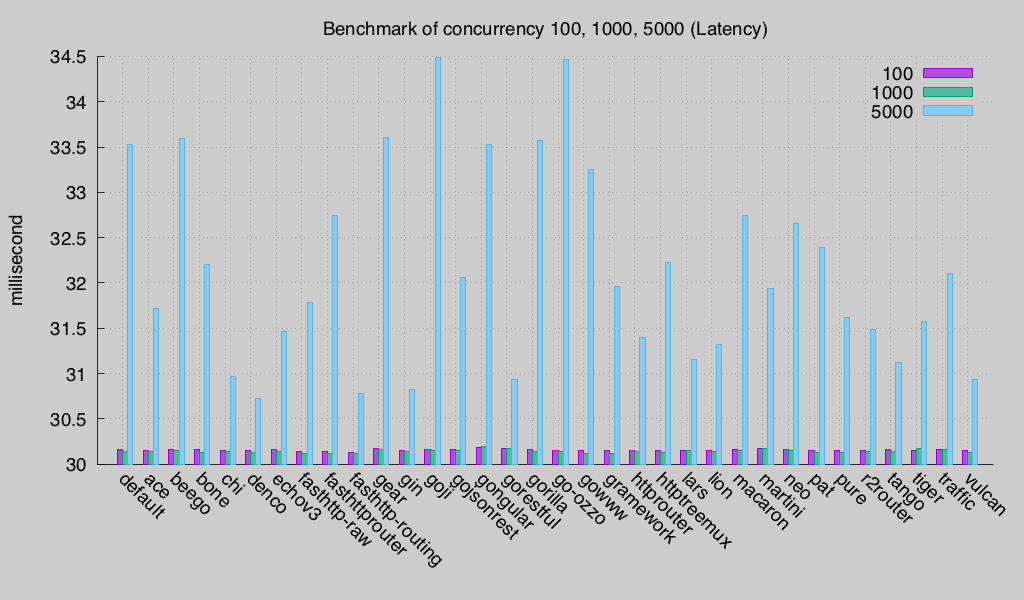 Benchmark of concurrency 100, 1000, 5000 (Latency)
34.5
34
33.5
33
32.5
32
31.5
31
30.5
30
millisecond
100
1000
5000
default
ace
beego
bone
chi
denco
echov3
fasthttp-raw
fasthttprouter
fasthttp-routing
gear
gin
goji
gojsonrest
gongular
gorestful
gorilla
go-ozzo
gowww
gramework
httprouter
httptreemux
lars
lion
macaron
martini
neo
pat
pure
r2router
tango
tiger
traffic
vulcan